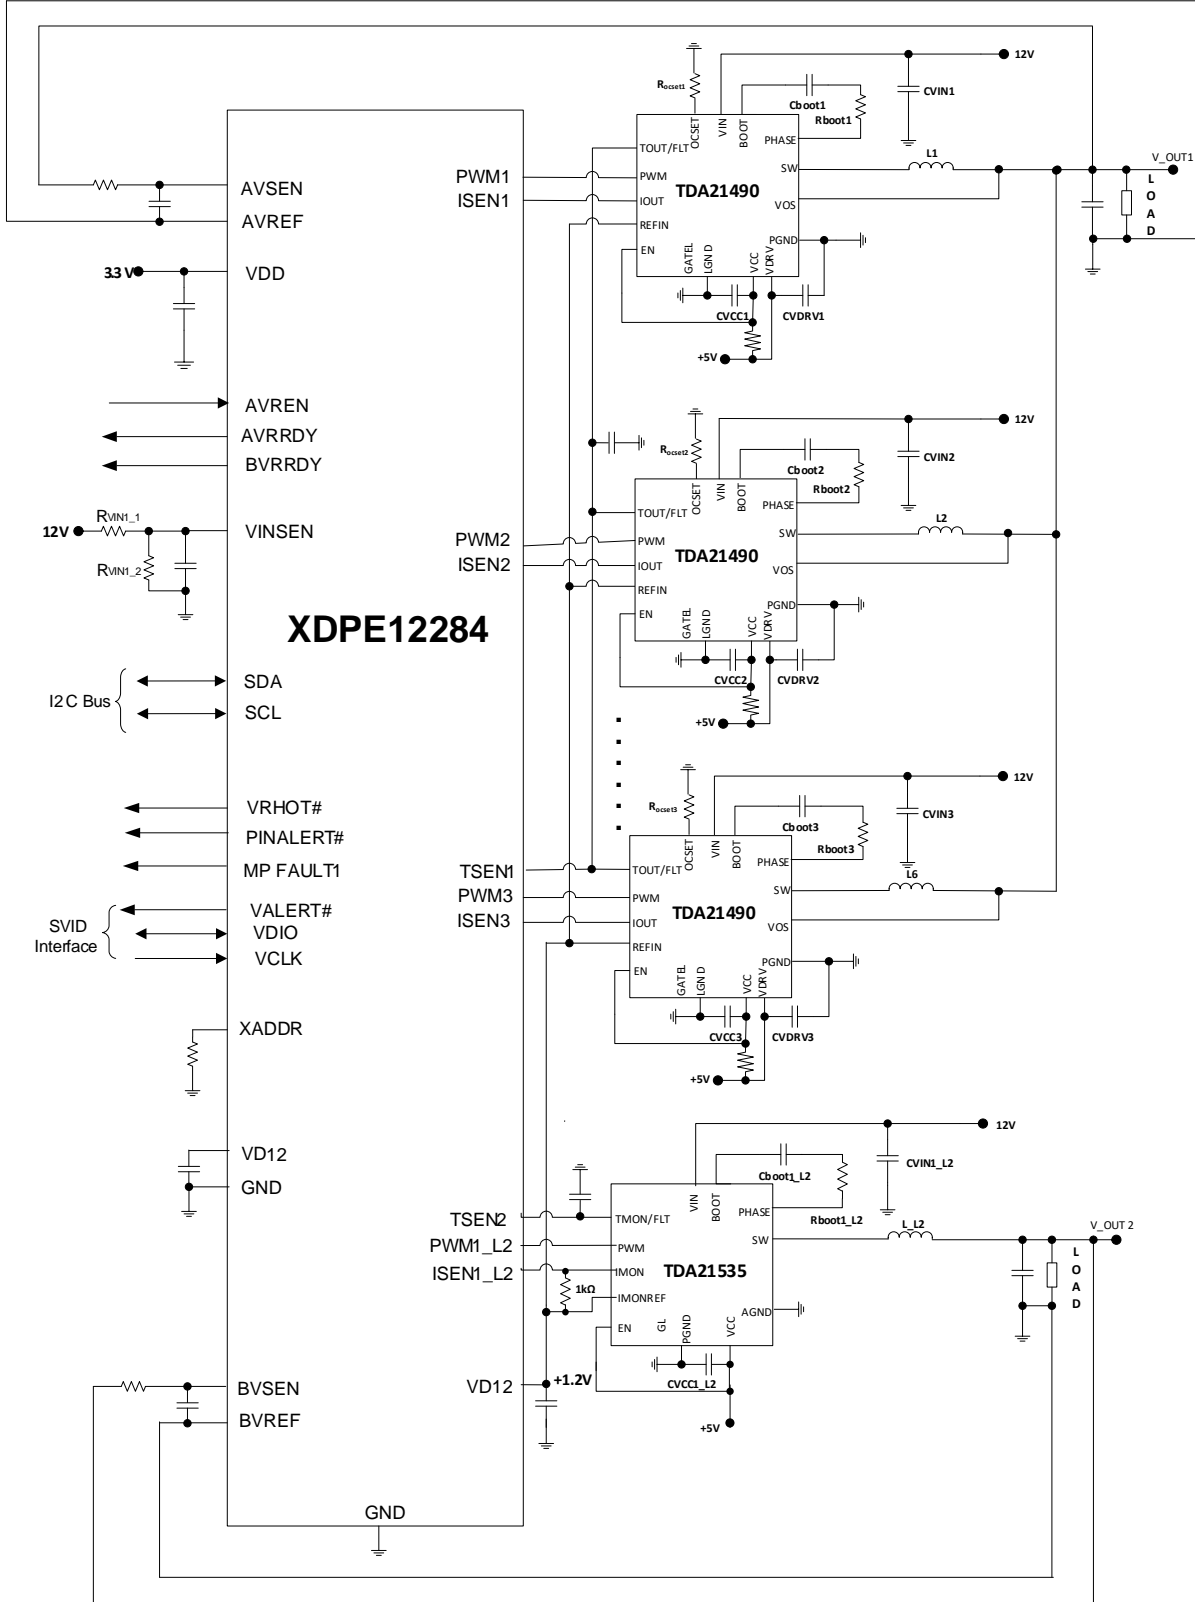 XDPE12284
AVSEN
AVREF
3.3 V
VDD
AVREN
AVRRDY
BVRRDY
12V
RVIN1_1
RVIN1_2
VINSEN
I2C Bus
SDA
SCL
VRHOT#
PINALERT#
MP FAULT1
SVID
Interface
VALERT#
VDIO
VCLK
XADDR
VD12
GND
BVSEN
BVREF
GND
PWM1
ISEN1
PWM2
ISEN2
TSEN1
PWM3
ISEN3
TSEN2
PWM1_L2
ISEN1_L2
VD12
+1.2V
1kΩ
Rocset1
OCSET
VIN
BOOT
Cboot1
Rboot1
12V
CVIN1
TOUT/FLT
PWM
IOUT
REFIN
EN
TDA21490
PHASE
SW
VOS
PGND
GATEL
LGND
VCC
VDRV
CVCC1
CVDRV1
+5V
L1
V_OUT1
L
O
A
D
Rocset2
OCSET
VIN
BOOT
Cboot2
Rboot2
12V
CVIN2
TOUT/FLT
PWM
IOUT
REFIN
EN
TDA21490
PHASE
SW
VOS
PGND
GATEL
LGND
VCC
VDRV
CVCC2
CVDRV2
+5V
L2
Rocset3
OCSET
VIN
BOOT
Cboot3
Rboot3
12V
CVIN3
TOUT/FLT
PWM
IOUT
REFIN
EN
TDA21490
PHASE
SW
VOS
PGND
GATEL
LGND
VCC
VDRV
CVCC3
CVDRV3
+5V
L6
VIN
BOOT
Cboot1_L2
Rboot1_L2
12V
CVIN1_L2
TMON/FLT
PWM
IMON
IMONREF
EN
TDA21535
PHASE
SW
AGND
GL
PGND
VCC
CVCC1_L2
+5V
L_L2
V_OUT 2
L
O
A
D